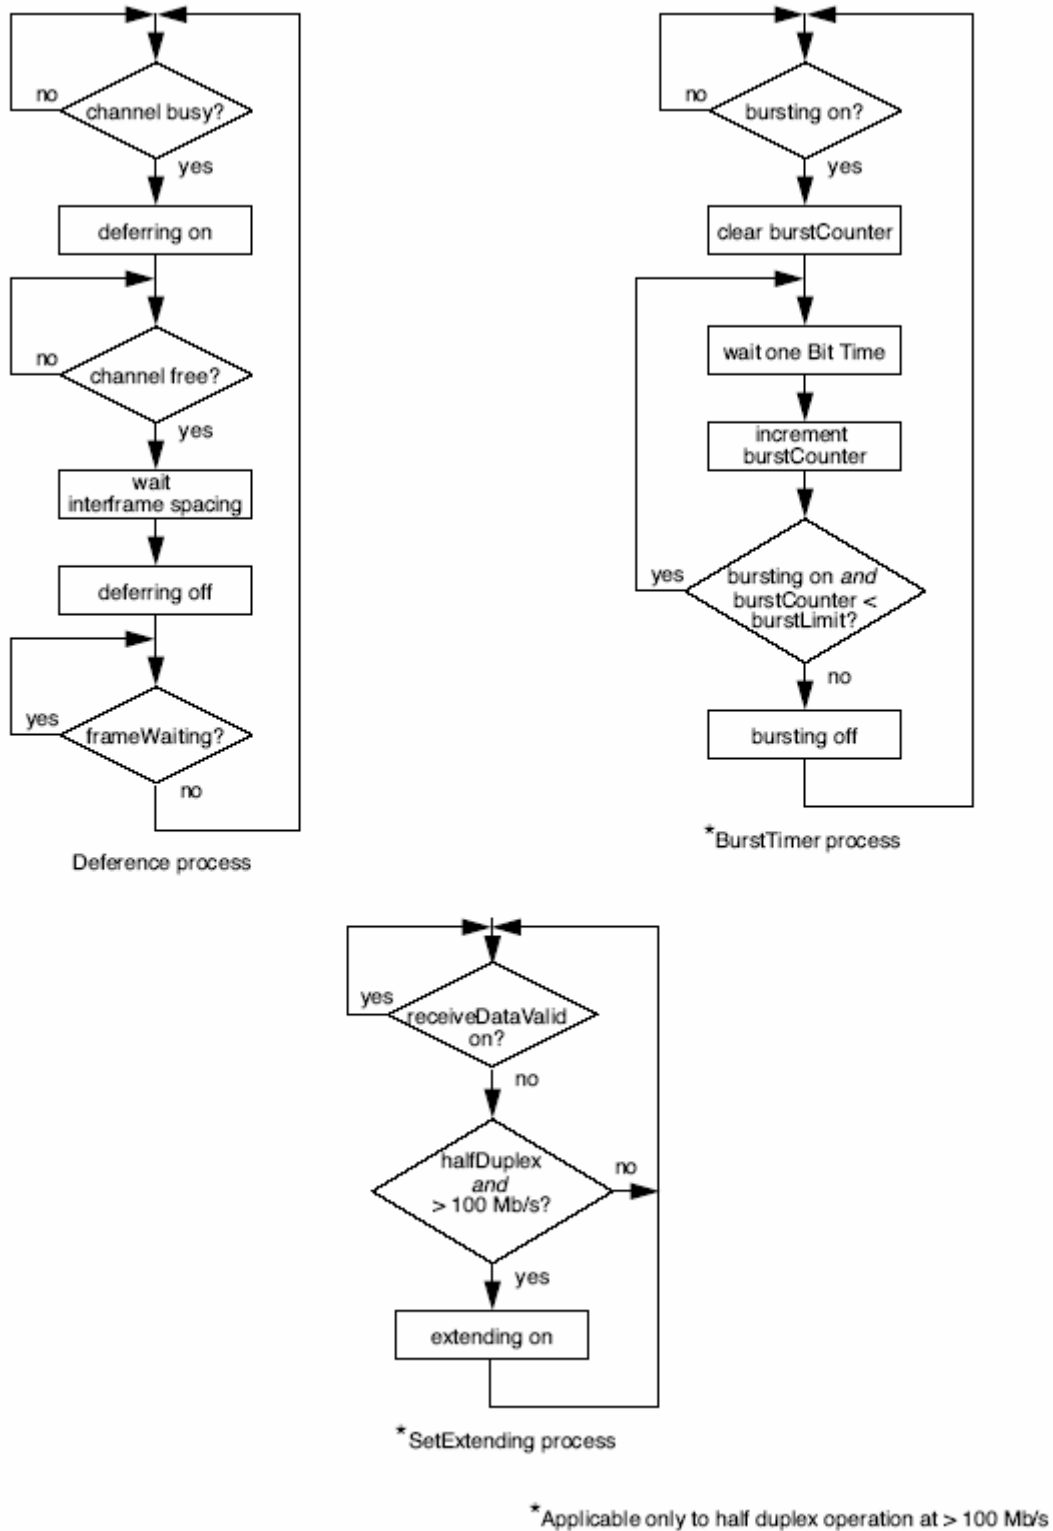 channel busy?
no
yes
deferring on
channel free?
no
yes
wait
interframe spacing
deferring off
frameWaiting?
yes
no
Deference process
bursting on?
no
yes
clear burstCounter
wait one Bit Time
increment
burstCounter
bursting on and
burstCounter <
burstLimit?
yes
no
bursting off
*BurstTimer process
receiveDataValid
on?
yes
no
halfDuplex
and
> 100 Mb/s?
no
yes
extending on
*SetExtending process
*Applicable only to half duplex operation at > 100 Mb/s